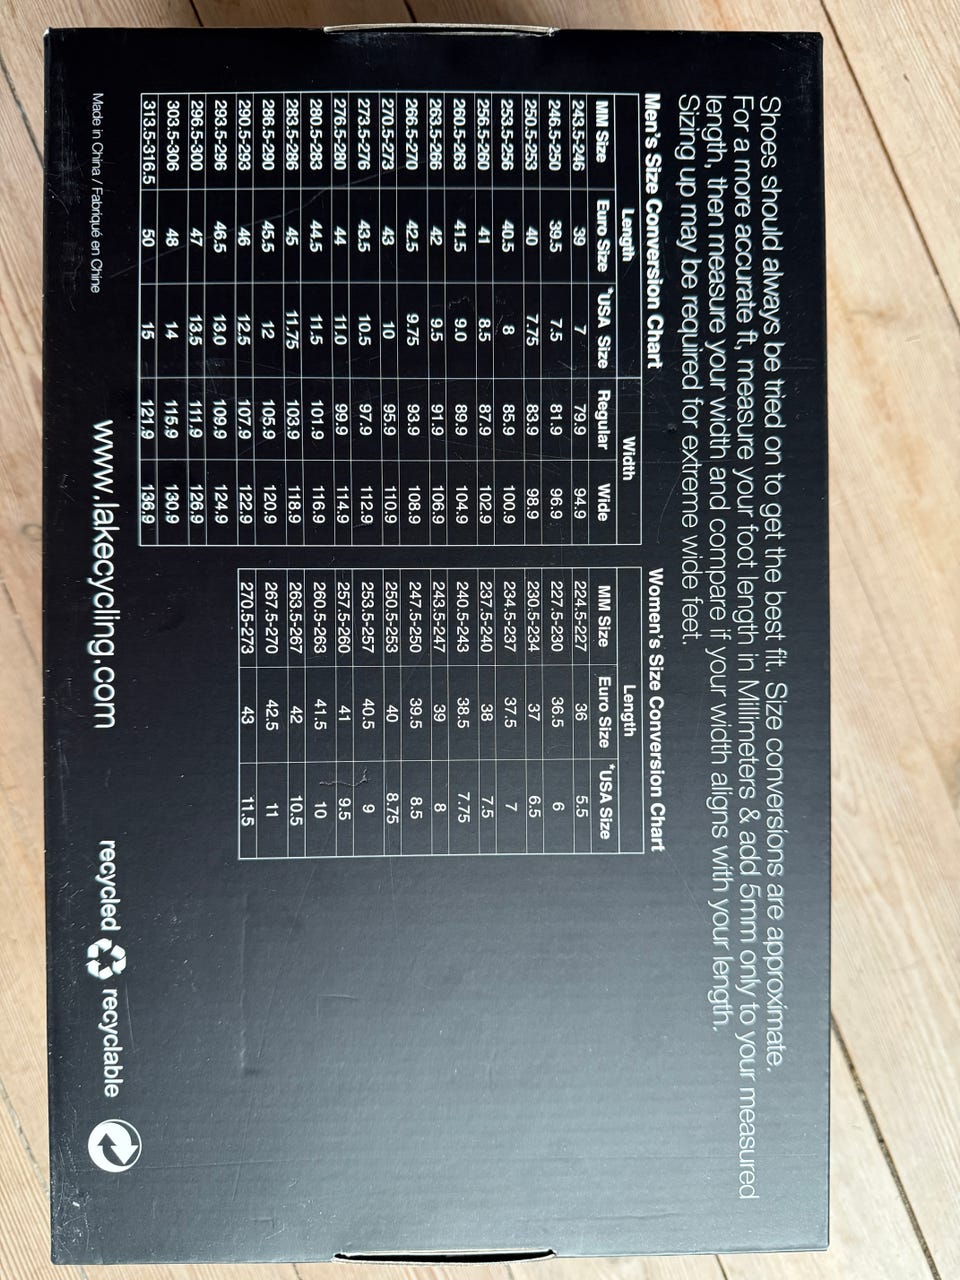 Shoes should always be tried on to get the best fit. Size conversions are approximate.
For a more accurate ft, measure your foot length in MIllimeters & add 5mm only to your measured
length, then measure your width and compare if your width aligns with your length.
Sizing up may be required for extreme wide feet.
Men's Size Conversion Chart
Length Width
MM Size Euro Size *USA Size Regular Wide
243.5-246 39 7 79.9 94.9
246.5-250 39.5 7.5 81.9 96.9
250.5-253 40 7.75 83.9 98.9
253.5-256 40.5 8 85.9 100.9
256.5-260 41 8.5 87.9 102.9
260.5-263 41.5 9.0 89.9 104.9
263.5-266 42 9.5 91.9 106.9
266.5-270 42.5 9.75 93.9 108.9
270.5-273 43 10 95.9 110.9
273.5-276 43.5 10.5 97.9 112.9
276.5-280 44 11.0 99.9 114.9
280.5-283 44.5 11.5 101.9 116.9
283.5-286 45 11.75 103.9 118.9
286.5-290 45.5 12 105.9 120.9
290.5-293 46 12.5 107.9 122.9
293.5-296 46.5 13.0 109.9 124.9
296.5-300 47 13.5 111.9 126.9
303.5-306 48 14 115.9 130.9
313.5-316.5 50 15 121.9 136.9
Women's Size Conversion Chart
Length
MM Size Euro Size *USA Size
224.5-227 36 5.5
227.5-230 36.5 6
230.5-234 37 6.5
234.5-237 37.5 7
237.5-240 38 7.5
240.5-243 38.5 7.75
243.5-247 39 8
247.5-250 39.5 8.5
250.5-253 40 8.75
253.5-257 40.5 9
257.5-260 41 9.5
260.5-263 41.5 10
263.5-267 42 10.5
267.5-270 42.5 11
270.5-273 43 11.5
Made in China / Fabriqué en Chine
www.lakecycling.com
recycled recyclable